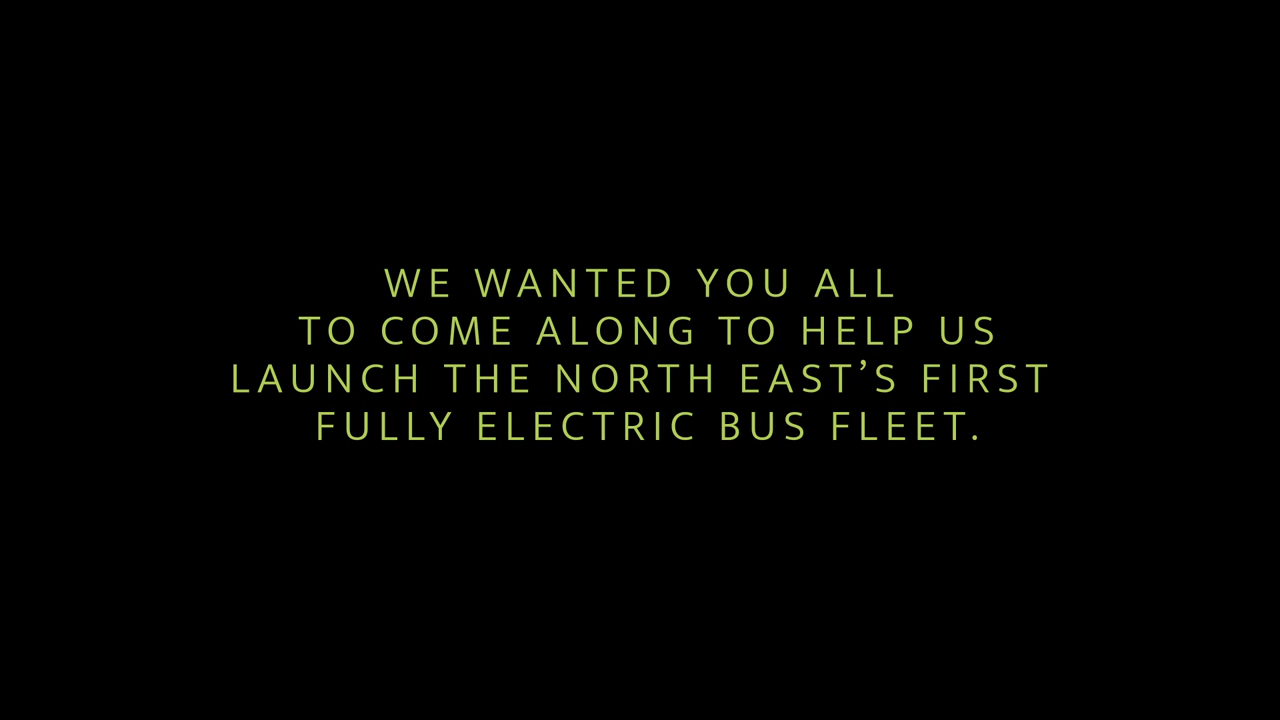 WE WANTED YOU ALL
TO COME ALONG TO HELP US
LAUNCH THE NORTH EAST’S FIRST
FULLY ELECTRIC BUS FLEET.